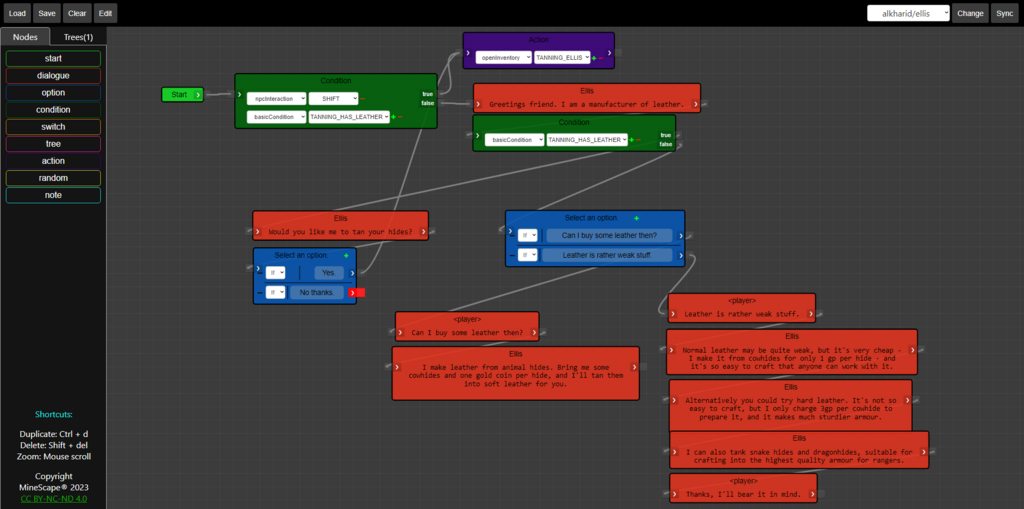 Load Save Clear Edit
alkharid/ellis Change Sync
Nodes Trees(1)
start
dialogue
option
condition
switch
tree
action
random
note
Shortcuts:
Duplicate: Ctrl + d
Delete: Shift + del
Zoom: Mouse scroll
Copyright
MineScape® 2023
CC BY-NC-ND 4.0
Start
Condition
npcInteraction SHIFT
true
false
basicCondition TANNING_HAS_LEATHER
Action
openInventory TANNING_ELLIS
Ellis
Greetings friend. I am a manufacturer of leather.
Condition
basicCondition TANNING_HAS_LEATHER
true
false
Ellis
Would you like me to tan your hides?
Select an option
If Yes
If No thanks.
Select an option
If Can I buy some leather then?
If Leather is rather weak stuff.
<player>
Can I buy some leather then?
Ellis
I make leather from animal hides. Bring me some
cowhides and one gold coin per hide, and I'll tan them
into soft leather for you.
<player>
Leather is rather weak stuff.
Ellis
Normal leather may be quite weak, but it's very cheap -
I make it from cowhides for only 1 gp per hide - and
it's so easy to craft that anyone can work with it.
Ellis
Alternatively you could try hard leather. It's not so
easy to craft, but I only charge 3gp per cowhide to
prepare it, and it makes much sturdier armour.
Ellis
I can also tank snake hides and dragonhides, suitable for
crafting into the highest quality armour for rangers.
<player>
Thanks, I'll bear it in mind.